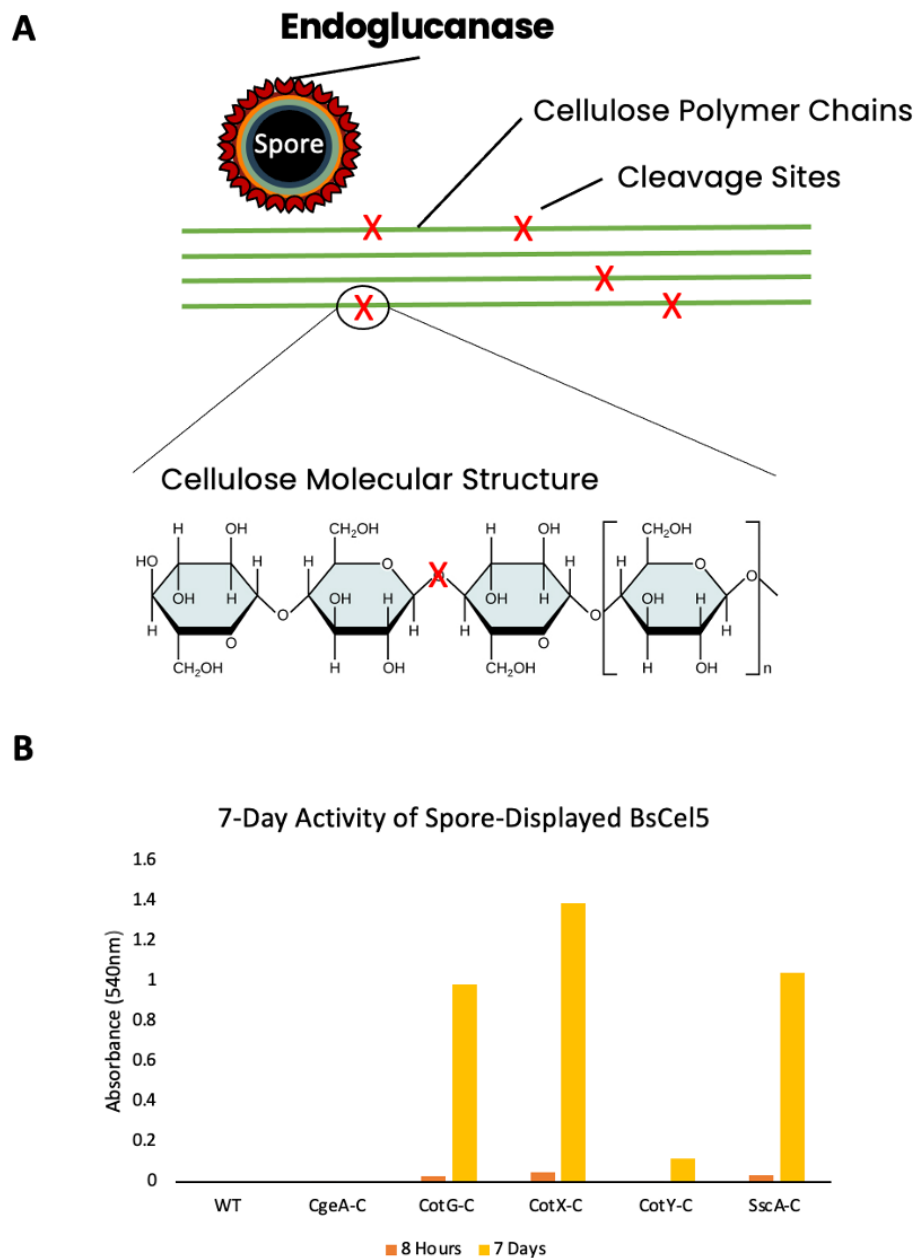 A
Endoglucanase
Spore
Cellulose Polymer Chains
Cleavage Sites
X X
X
X X
Cellulose Molecular Structure
H OH CH₂OH H OH CH₂OH
HO H H O O H H O O
OH H OH H OH H OH H
H O O H H O O H
CH₂OH H OH CH₂OH H OH n
B
7-Day Activity of Spore-Displayed BsCel5
Absorbance (540nm)
1.6
1.4
1.2
1
0.8
0.6
0.4
0.2
0
WT CgeA-C CotG-C CotX-C CotY-C SscA-C
8 Hours 7 Days